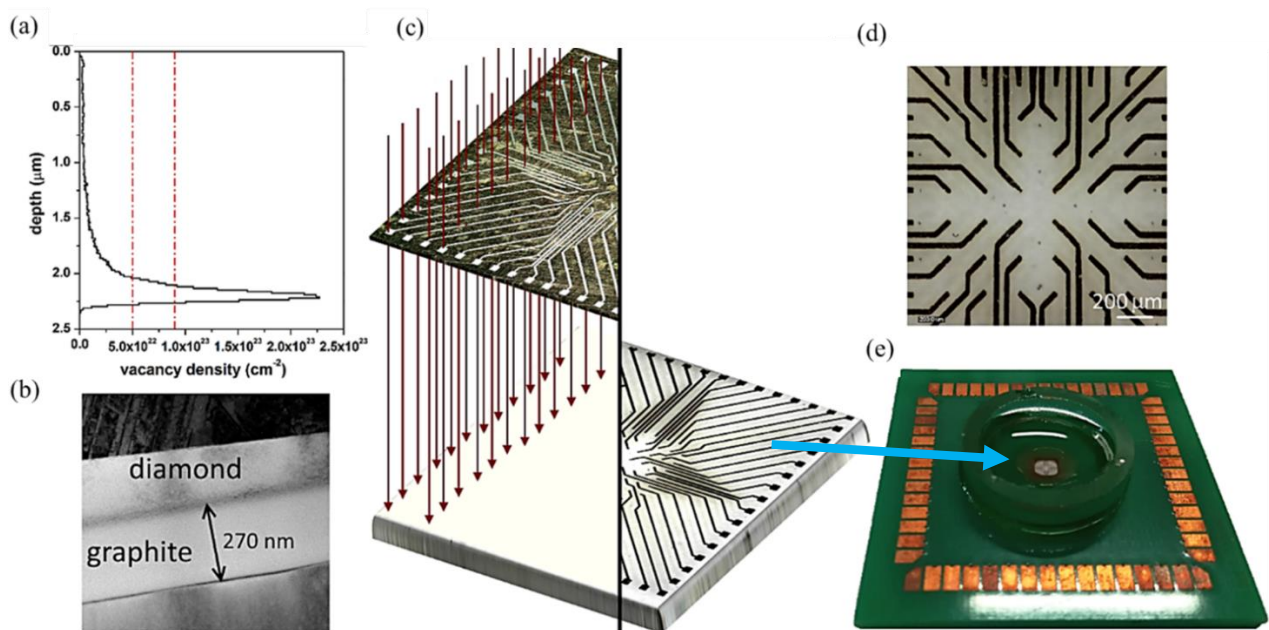 (a)
0.0
0.5
1.0
1.5
2.0
2.5
depth (μm)
0.0 5.0x10²² 1.0x10²³ 1.5x10²³ 2.0x10²³ 2.5x10²³
vacancy density (cm⁻²)
(b)
diamond
graphite
270 nm
(c)
(d)
200 μm
(e)